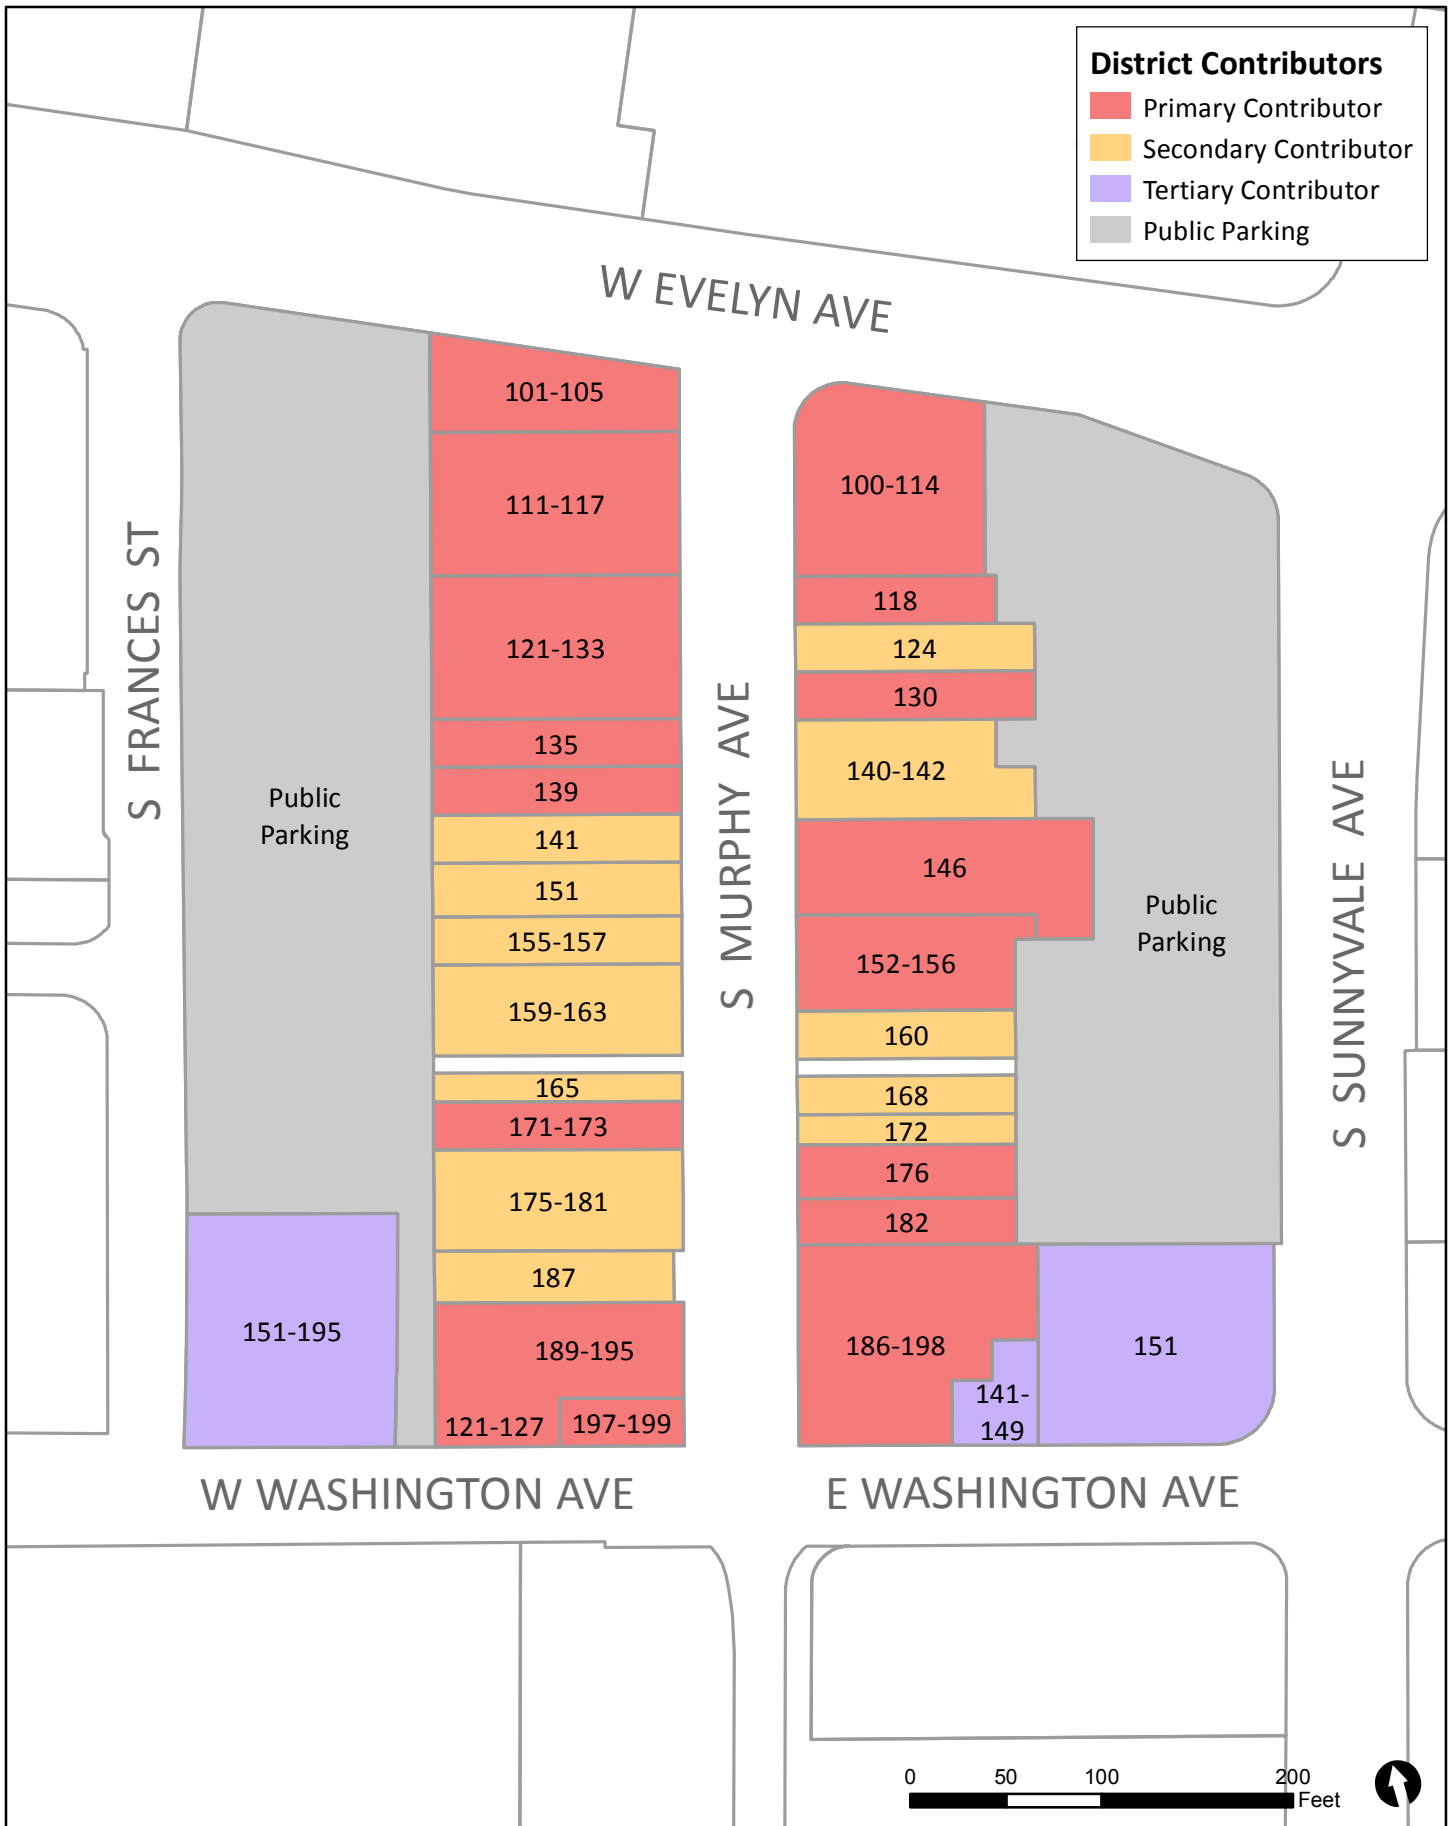 District Contributors
Primary Contributor
Secondary Contributor
Tertiary Contributor
Public Parking
W EVELYN AVE
S FRANCES ST
S MURPHY AVE
S SUNNYVALE AVE
Public
Parking
101-105
111-117
121-133
135
139
141
151
155-157
159-163
165
171-173
175-181
187
189-195
121-127
197-199
151-195
100-114
118
124
130
140-142
146
152-156
160
168
172
176
182
186-198
141-
149
151
Public
Parking
W WASHINGTON AVE
E WASHINGTON AVE
0 50 100 200
Feet